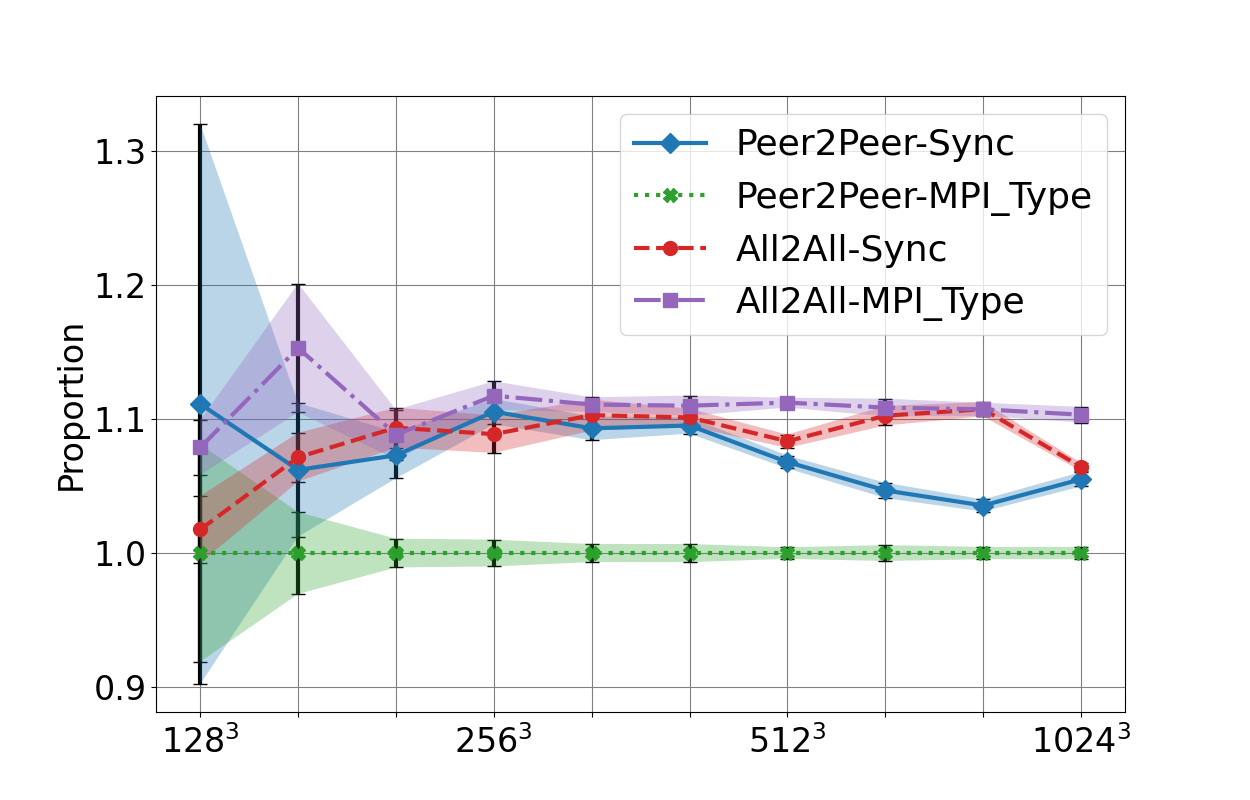 Peer2Peer-Sync
Peer2Peer-MPI_Type
All2All-Sync
All2All-MPI_Type
Proportion
1.3
1.2
1.1
1.0
0.9
128³ 256³ 512³ 1024³